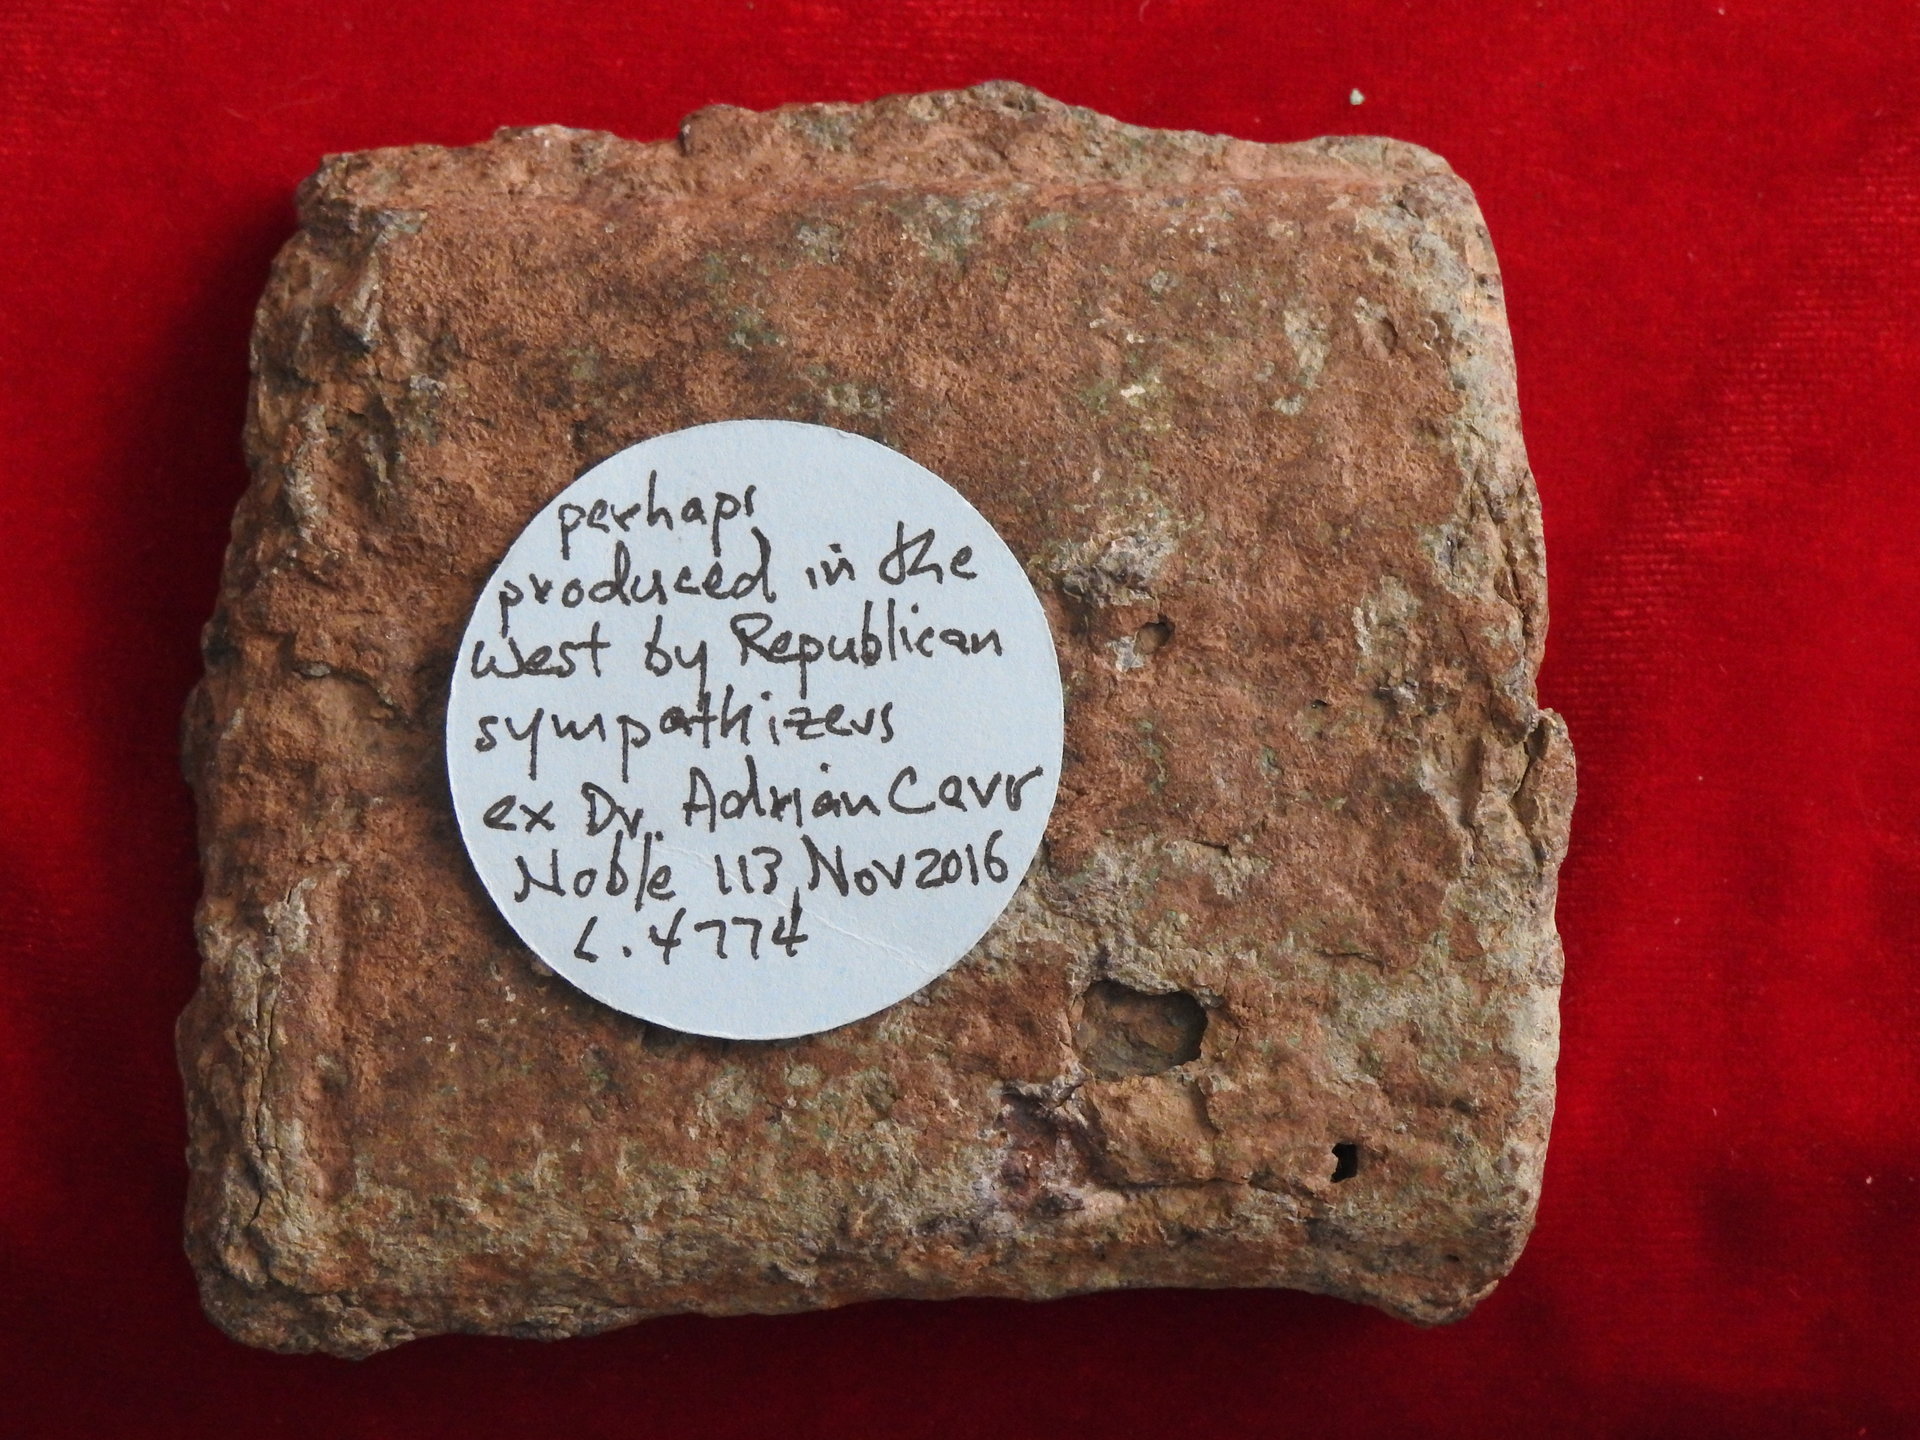 perhaps
produced in the
West by Republican
sympathizers
ex Dr. Adrian Carr
Noble 113, Nov 2016
L. 4774